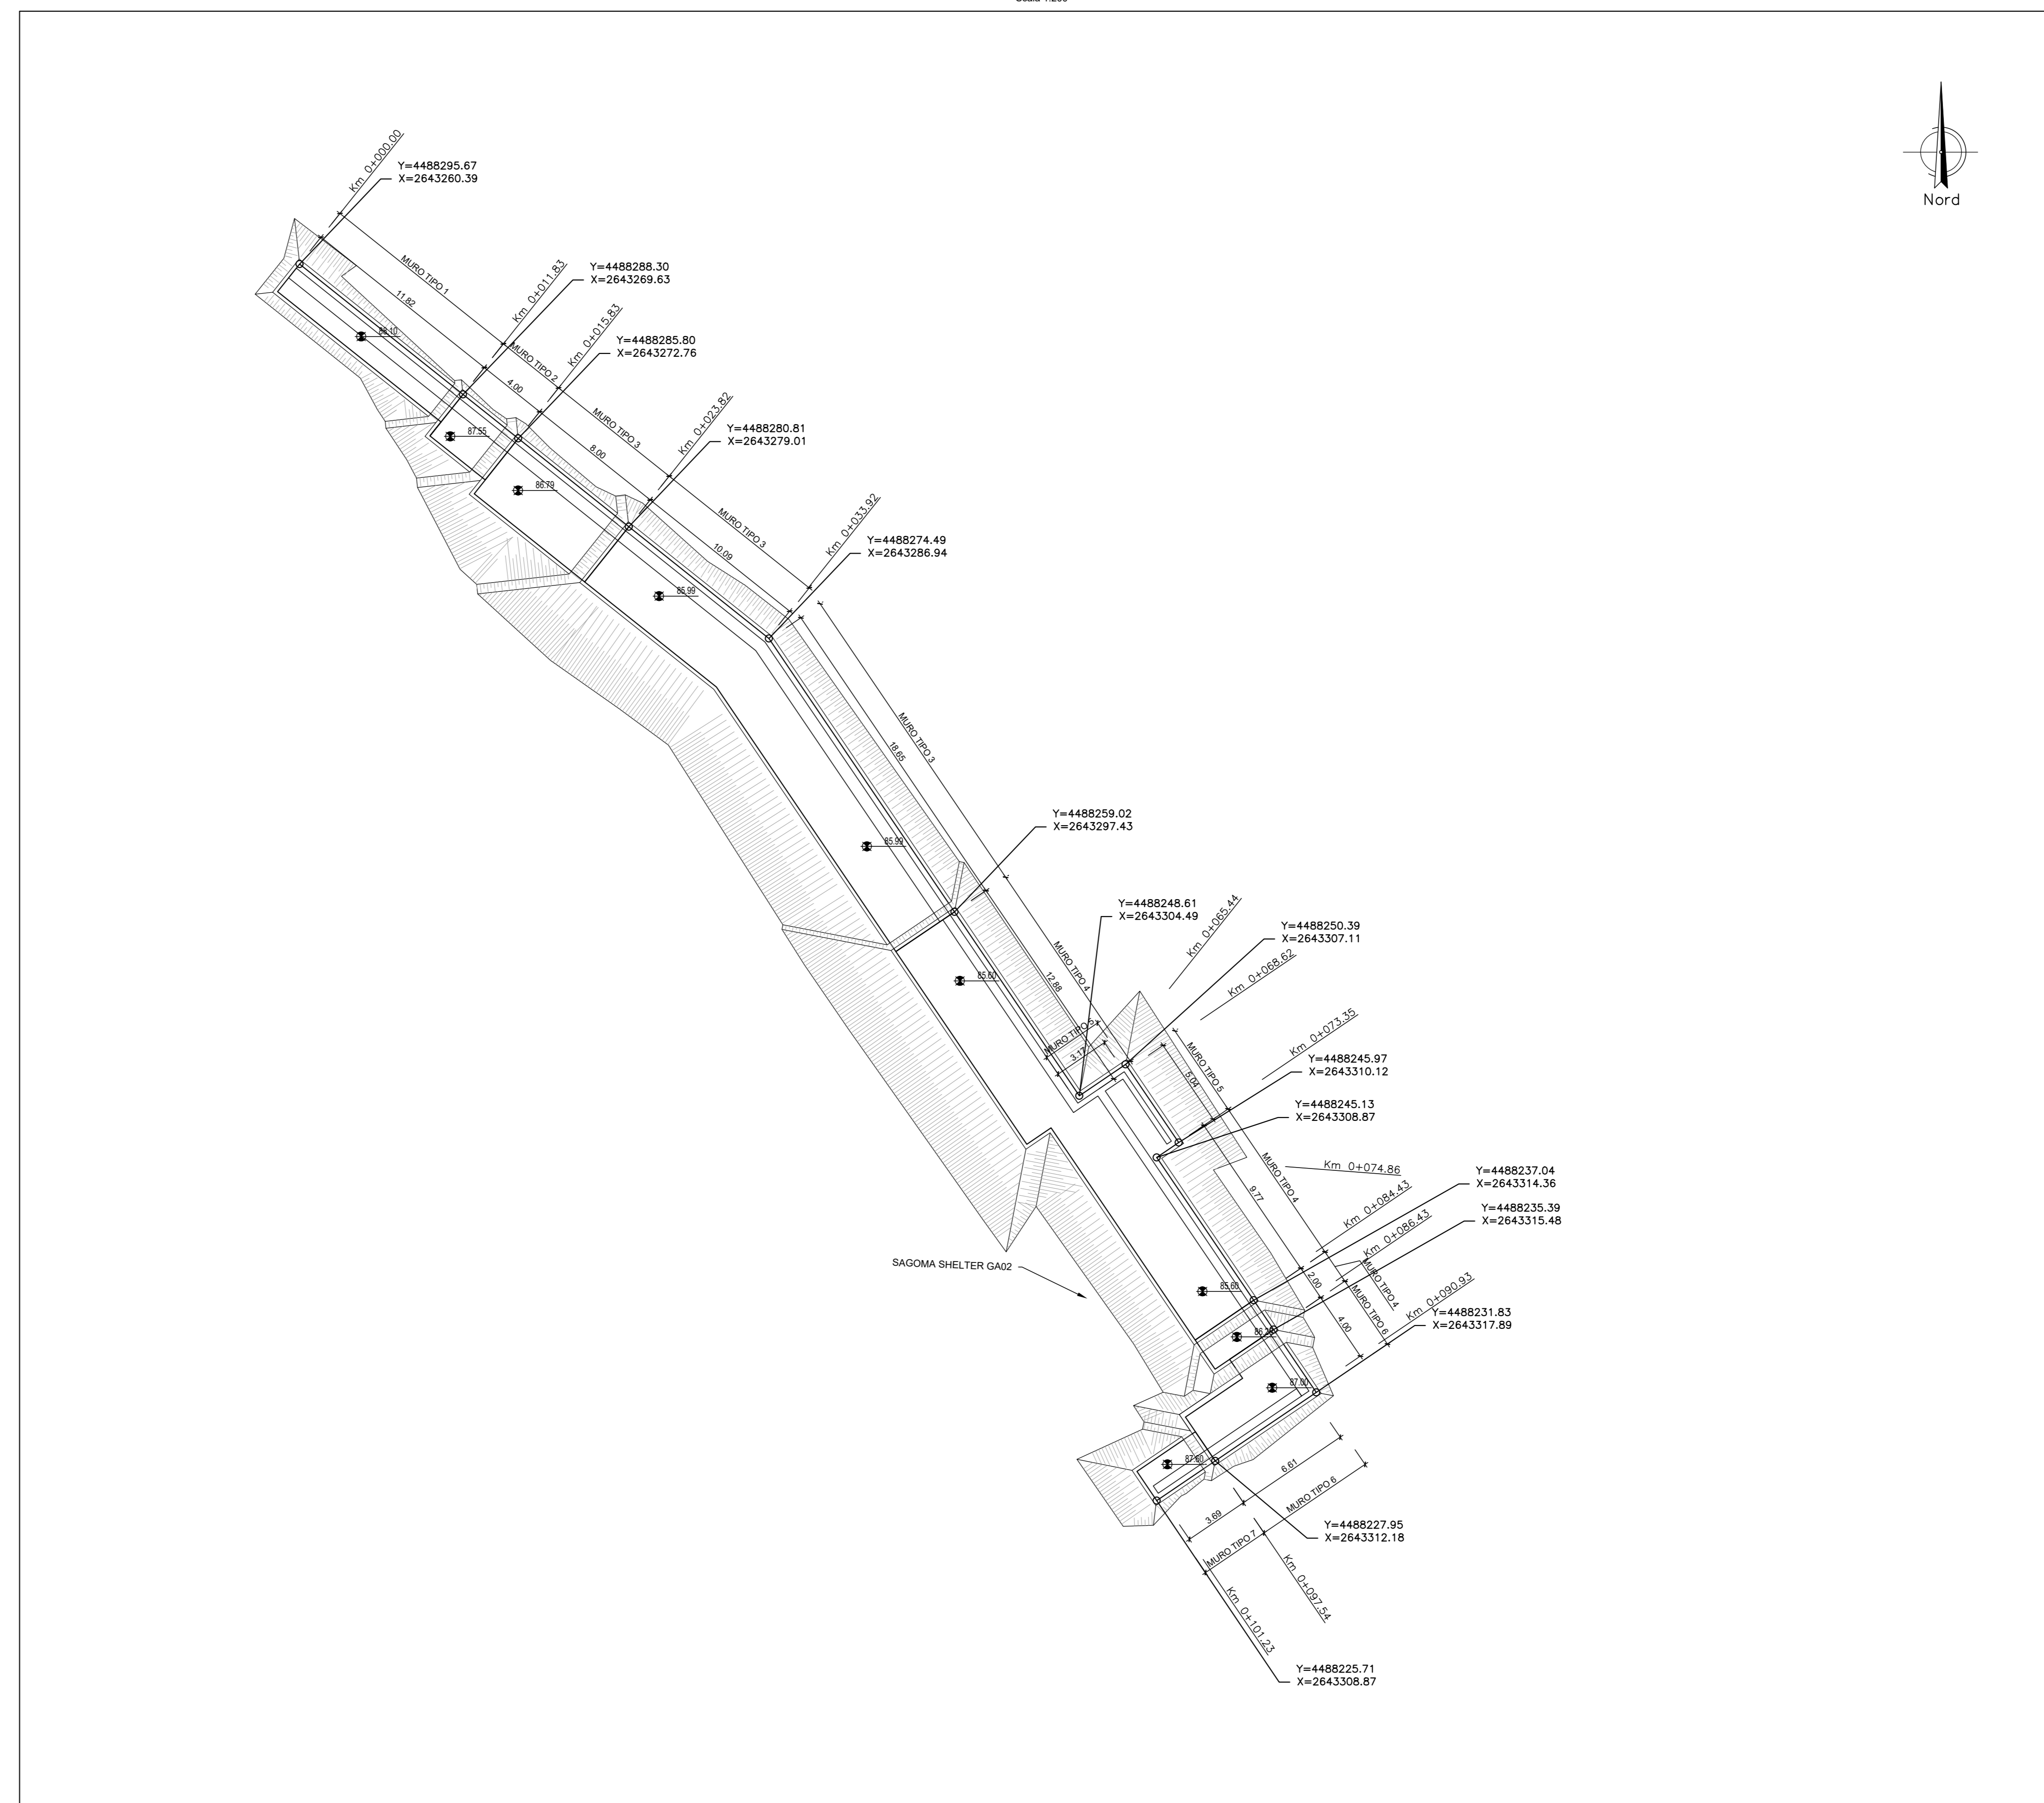 Km 0+000.00
Y=4488295.67
X=2643260.39
Nord
MURO TIPO 1
11.82
Km 0+011.83
Y=4488288.30
X=2643269.63
88.10
MURO TIPO 2
4.00
Km 0+015.83
Y=4488285.80
X=2643272.76
87.55
MURO TIPO 3
8.00
Km 0+023.82
Y=4488280.81
X=2643279.01
86.79
MURO TIPO 3
10.09
Km 0+033.92
Y=4488274.49
X=2643286.94
85.99
MURO TIPO 3
18.65
85.99
Y=4488259.02
X=2643297.43
Y=4488248.61
X=2643304.49
Km 0+065.44
Y=4488250.39
X=2643307.11
MURO TIPO 4
12.88
85.60
Km 0+068.62
MURO TIPO 5
3.17
Km 0+073.35
MURO TIPO 5
5.04
Y=4488245.97
X=2643310.12
Y=4488245.13
X=2643308.87
MURO TIPO 4
9.77
Km 0+074.86
Y=4488237.04
X=2643314.36
Km 0+084.43
Y=4488235.39
X=2643315.48
Km 0+086.43
SAGOMA SHELTER GA02
85.60
2.00
MURO TIPO 4
Km 0+090.93
MURO TIPO 6
Y=4488231.83
X=2643317.89
4.00
87.00
87.60
6.61
MURO TIPO 6
3.69
MURO TIPO 7
Y=4488227.95
X=2643312.18
Km 0+097.54
Km 0+101.23
Y=4488225.71
X=2643308.87